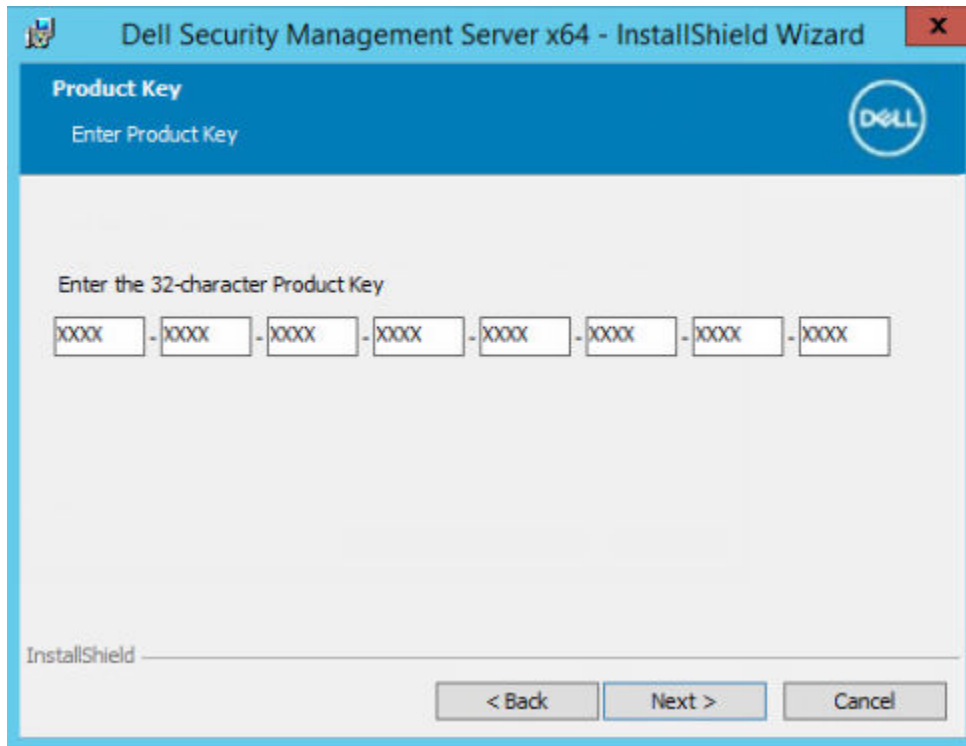 Dell Security Management Server x64 - InstallShield Wizard
x
Product Key
Enter Product Key
DELL
Enter the 32-character Product Key
XXXX - XXXX - XXXX - XXXX - XXXX - XXXX - XXXX - XXXX
InstallShield
< Back Next > Cancel